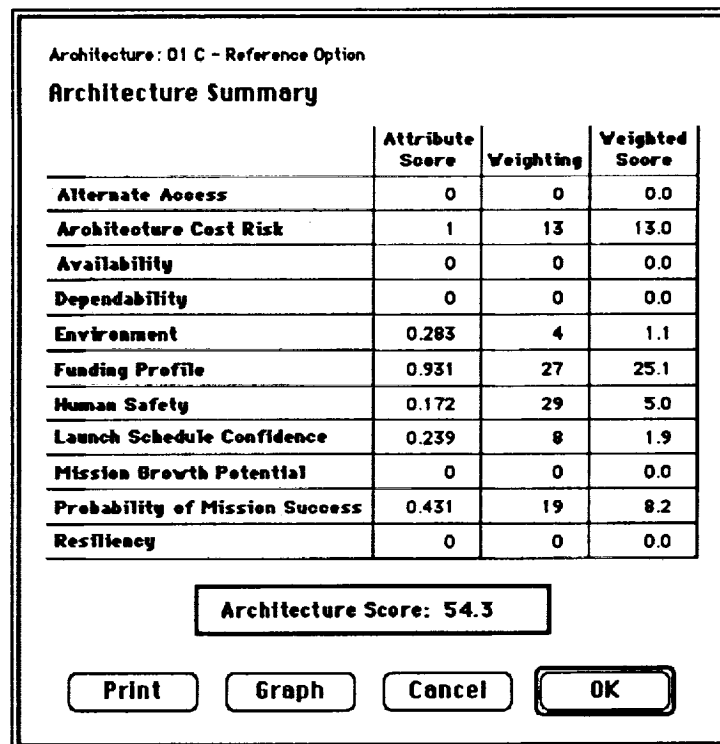 Architecture: 01 C - Reference Option
Architecture Summary
Attribute Score Weighting Weighted Score
Alternate Access 0 0 0.0
Architecture Cost Risk 1 13 13.0
Availability 0 0 0.0
Dependability 0 0 0.0
Environment 0.283 4 1.1
Funding Profile 0.931 27 25.1
Human Safety 0.172 29 5.0
Launch Schedule Confidence 0.239 8 1.9
Mission Growth Potential 0 0 0.0
Probability of Mission Success 0.431 19 8.2
Resiliency 0 0 0.0
Architecture Score: 54.3
Print Graph Cancel OK